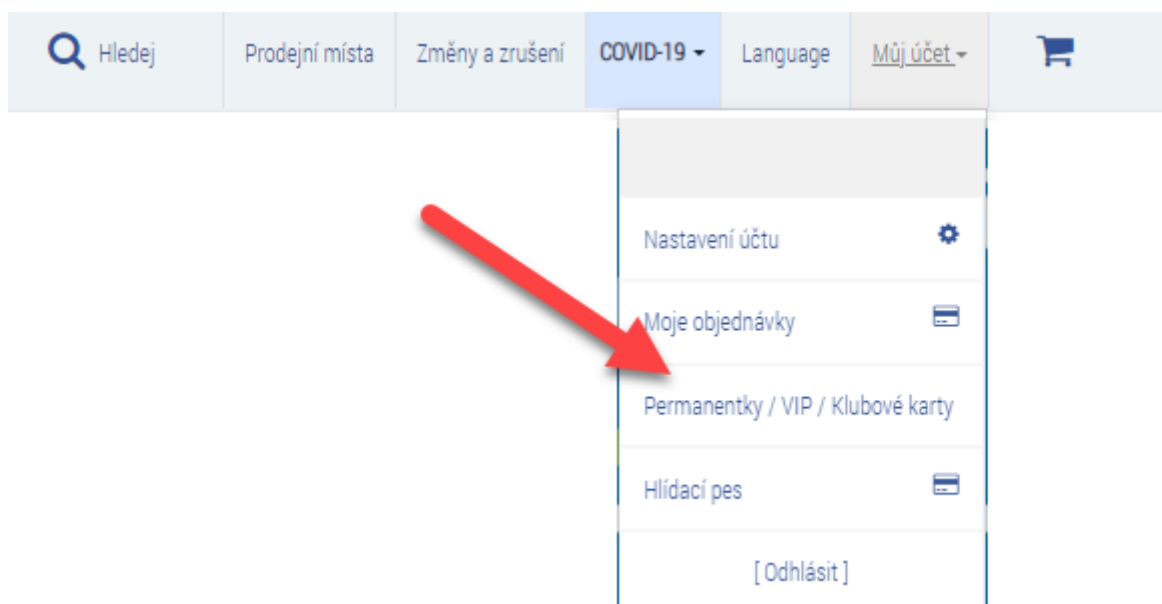 Hledej Prodejní místa Změny a zrušení COVID-19 Language Můj účet
Nastavení účtu
Moje objednávky
Permanentky / VIP / Klubové karty
Hlídací pes
[ Odhlásit ]